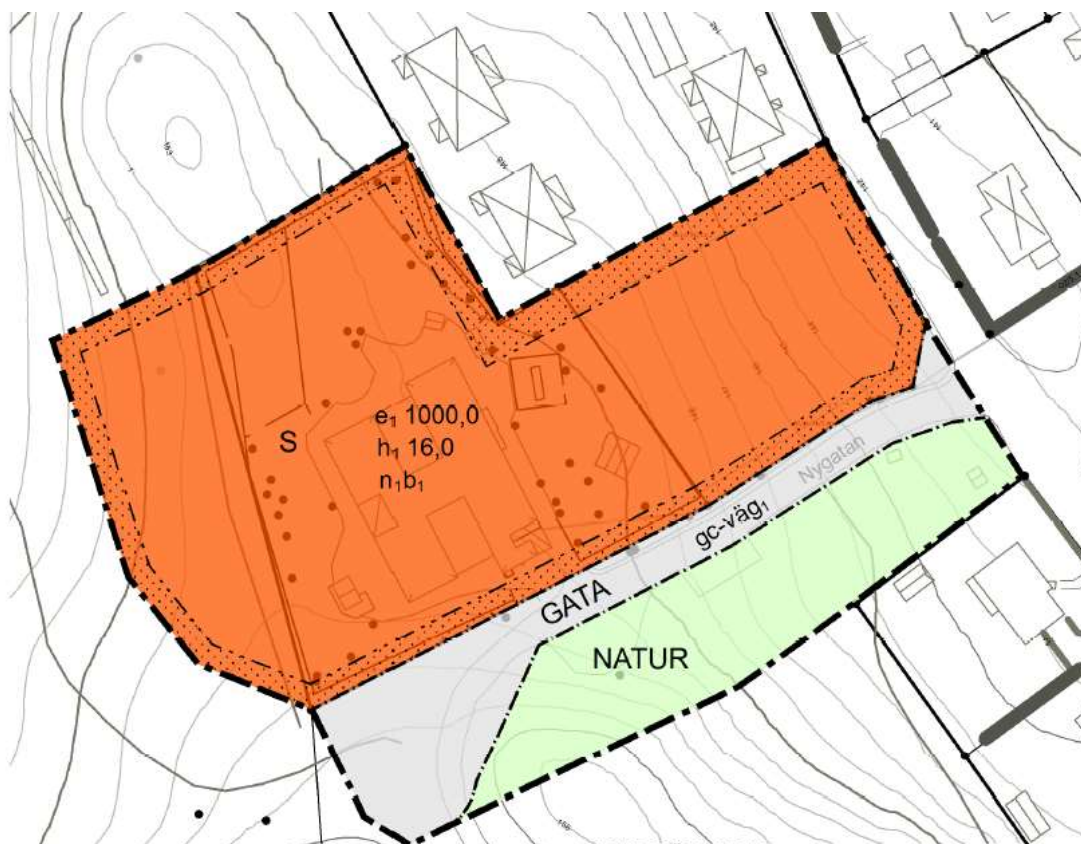 S
e₁ 1000,0
h₁ 16,0
n₁b₁
Nygatan
gc-väg₁
GATA
NATUR